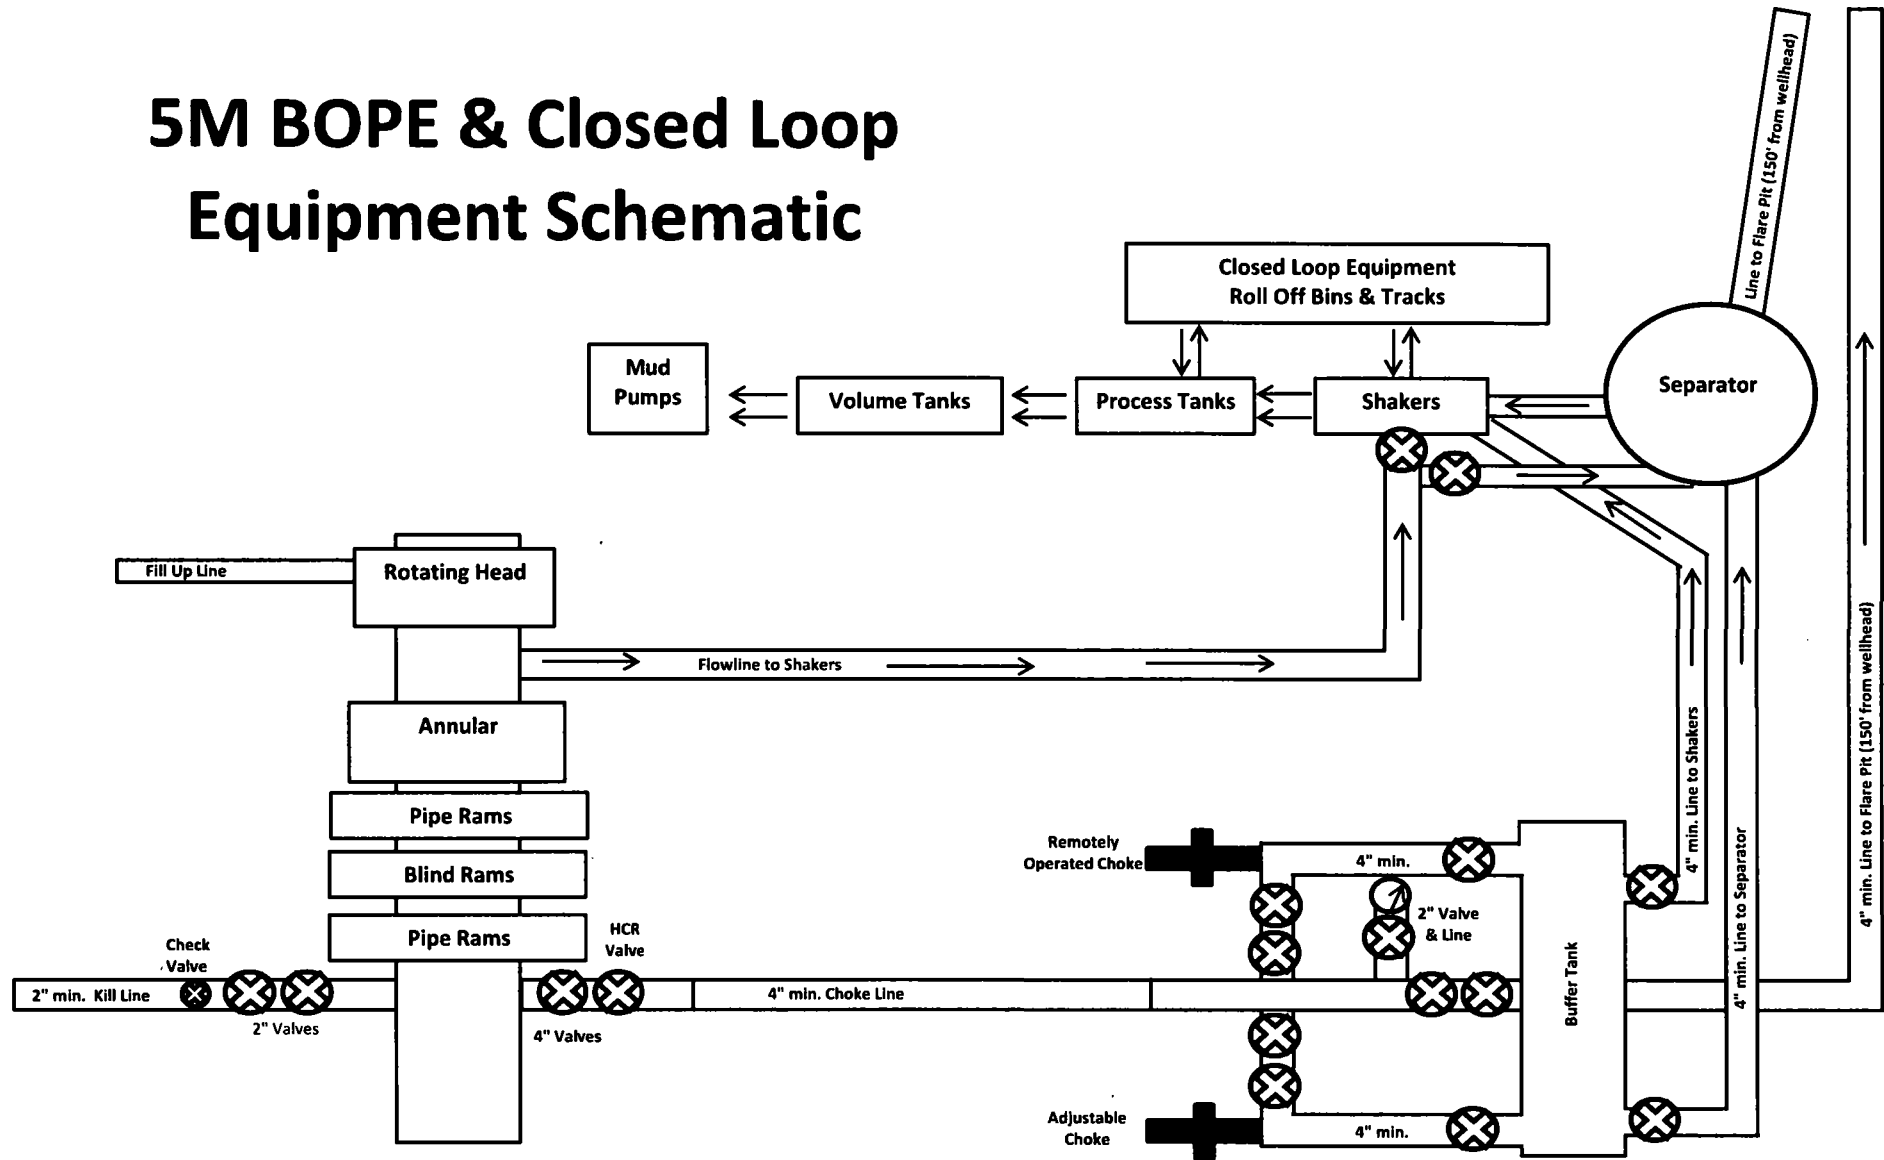 5M BOPE & Closed Loop
Equipment Schematic
Line to Flare Pit (150' from wellhead)
Closed Loop Equipment
Roll Off Bins & Tracks
Mud
Pumps
Volume Tanks
Process Tanks
Shakers
Separator
Fill Up Line
Rotating Head
Flowline to Shakers
Annular
Pipe Rams
Blind Rams
Pipe Rams
Check
Valve
HCR
Valve
2" min. Kill Line
2" Valves
4" Valves
4" min. Choke Line
Remotely
Operated Choke
4" min.
2" Valve
& Line
Buffer Tank
Adjustable
Choke
4" min.
4" min. Line to Shakers
4" min. Line to Separator
4" min. Line to Flare Pit (150' from wellhead)